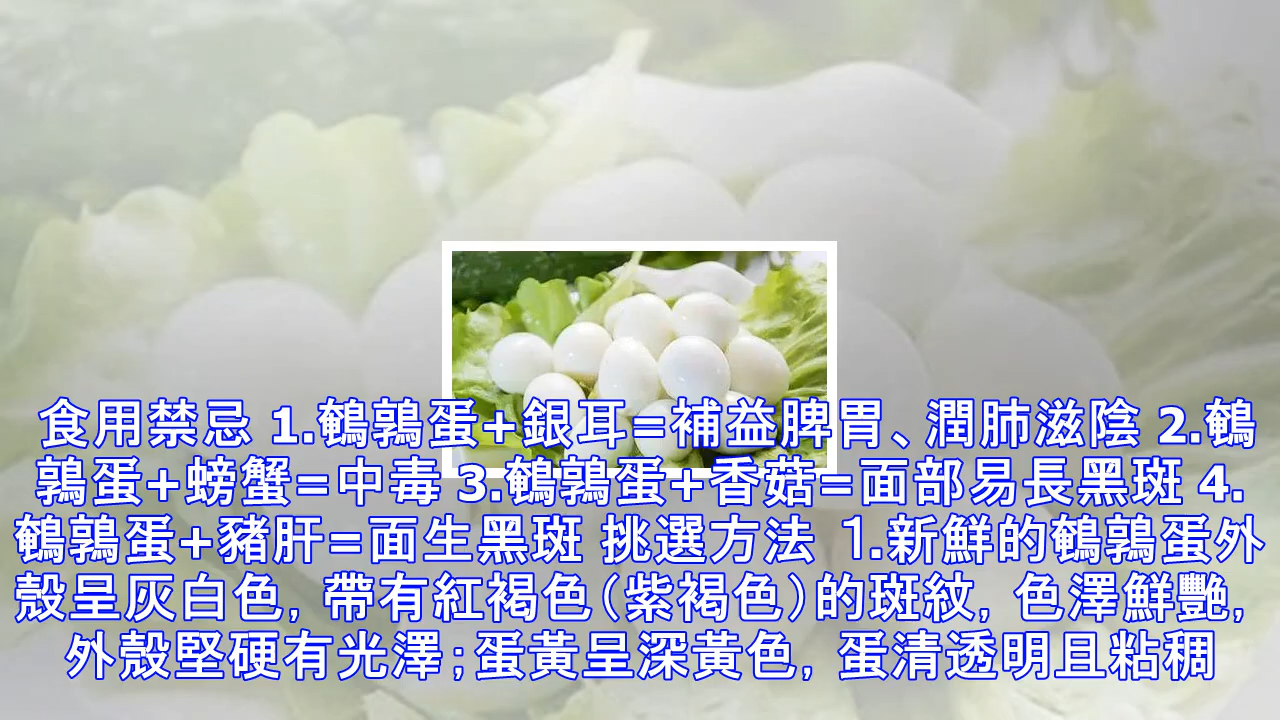 食用禁忌 1.鵪鶉蛋+銀耳=補益脾胃、潤肺滋陰 2.鵪
鶉蛋+螃蟹=中毒 3.鵪鶉蛋+香菇=面部易長黑斑 4.
鵪鶉蛋+豬肝=面生黑斑 挑選方法 1.新鮮的鵪鶉蛋外
殼呈灰白色, 帶有紅褐色(紫褐色)的斑紋, 色澤鮮艷,
外殼堅硬有光澤;蛋黃呈深黃色, 蛋清透明且粘稠